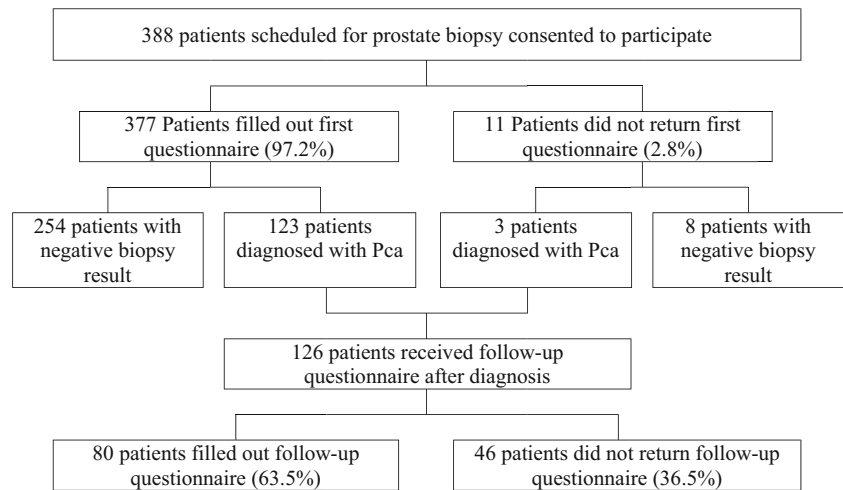 388 patients scheduled for prostate biopsy consented to participate
377 Patients filled out first
questionnaire (97.2%)
11 Patients did not return first
questionnaire (2.8%)
254 patients with
negative biopsy
result
123 patients
diagnosed with Pca
3 patients
diagnosed with Pca
8 patients with
negative biopsy
result
126 patients received follow-up
questionnaire after diagnosis
80 patients filled out follow-up
questionnaire (63.5%)
46 patients did not return follow-up
questionnaire (36.5%)